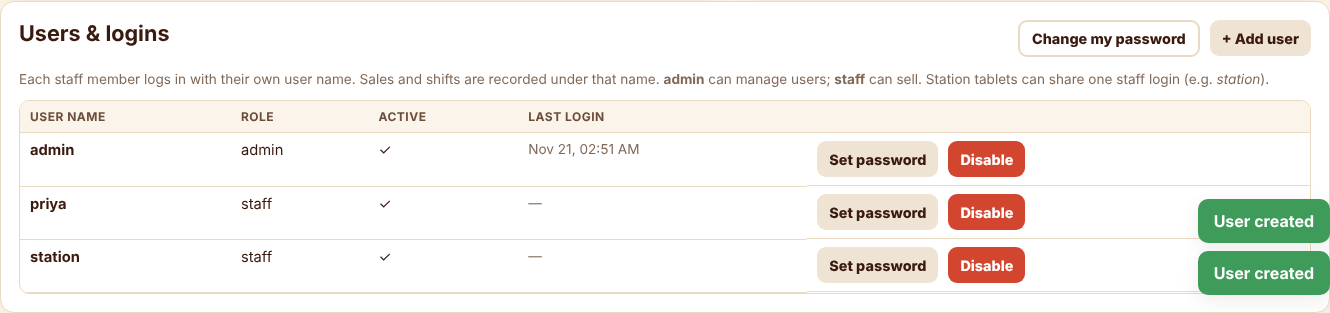 Users & logins
Change my password
+ Add user
Each staff member logs in with their own user name. Sales and shifts are recorded under that name. admin can manage users; staff can sell. Station tablets can share one staff login (e.g. station).
USER NAME ROLE ACTIVE LAST LOGIN
admin admin ✓ Nov 21, 02:51 AM Set password Disable
priya staff ✓ — Set password Disable
User created
station staff ✓ — Set password Disable
User created